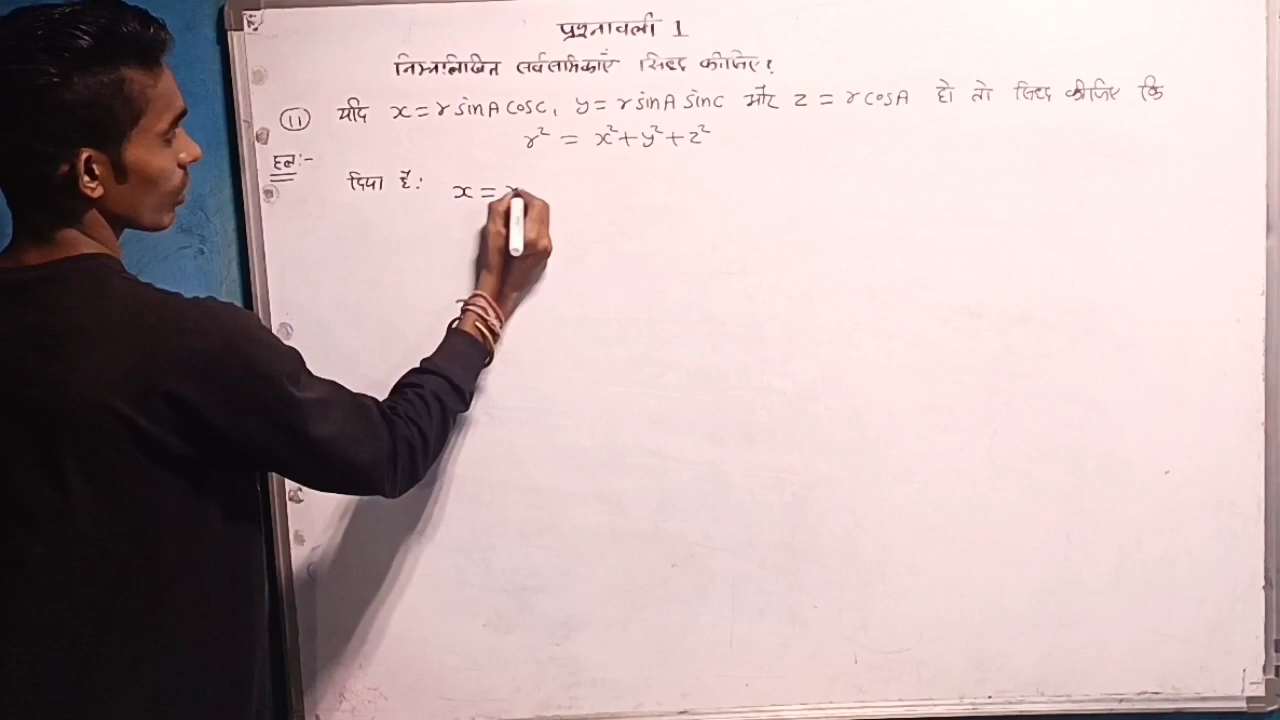 प्रश्नावली 1
निम्नलिखित सर्वसमिकाएँ सिद्ध कीजिए?
(11) यदि x = r sinA cosC, y = r sinA sinC और z = r cosA हो तो सिद्ध कीजिए कि
r² = x² + y² + z²
हल:-
दिया है: x = r